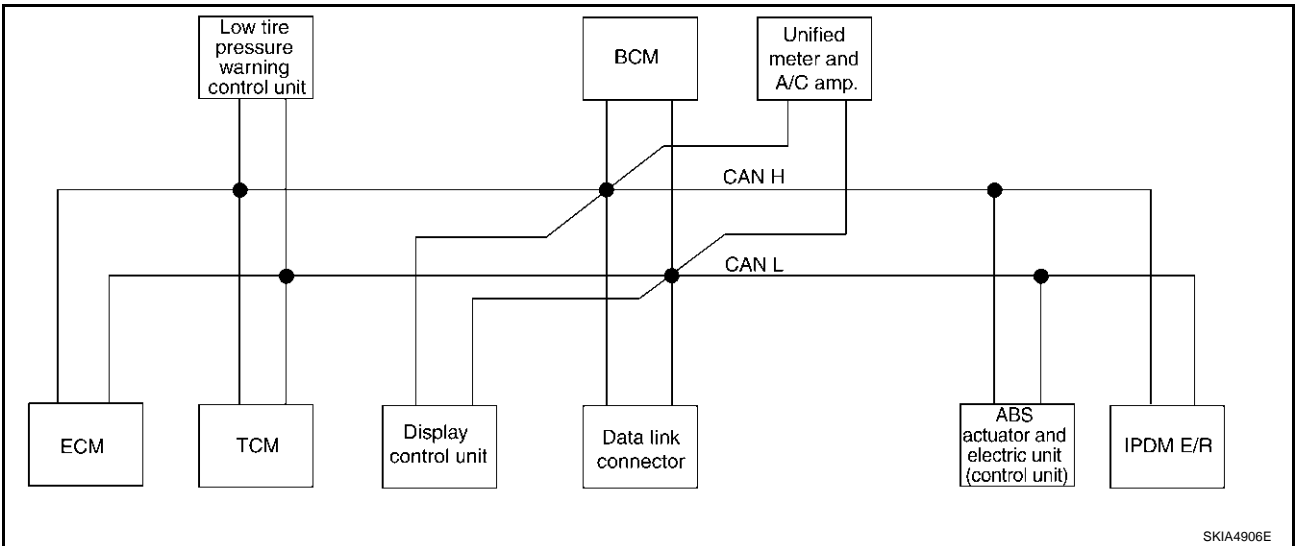 Low tire
pressure
warning
control unit
BCM
Unified
meter and
A/C amp.
CAN H
CAN L
ECM
TCM
Display
control unit
Data link
connector
ABS
actuator and
electric unit
(control unit)
IPDM E/R
SKIA4906E